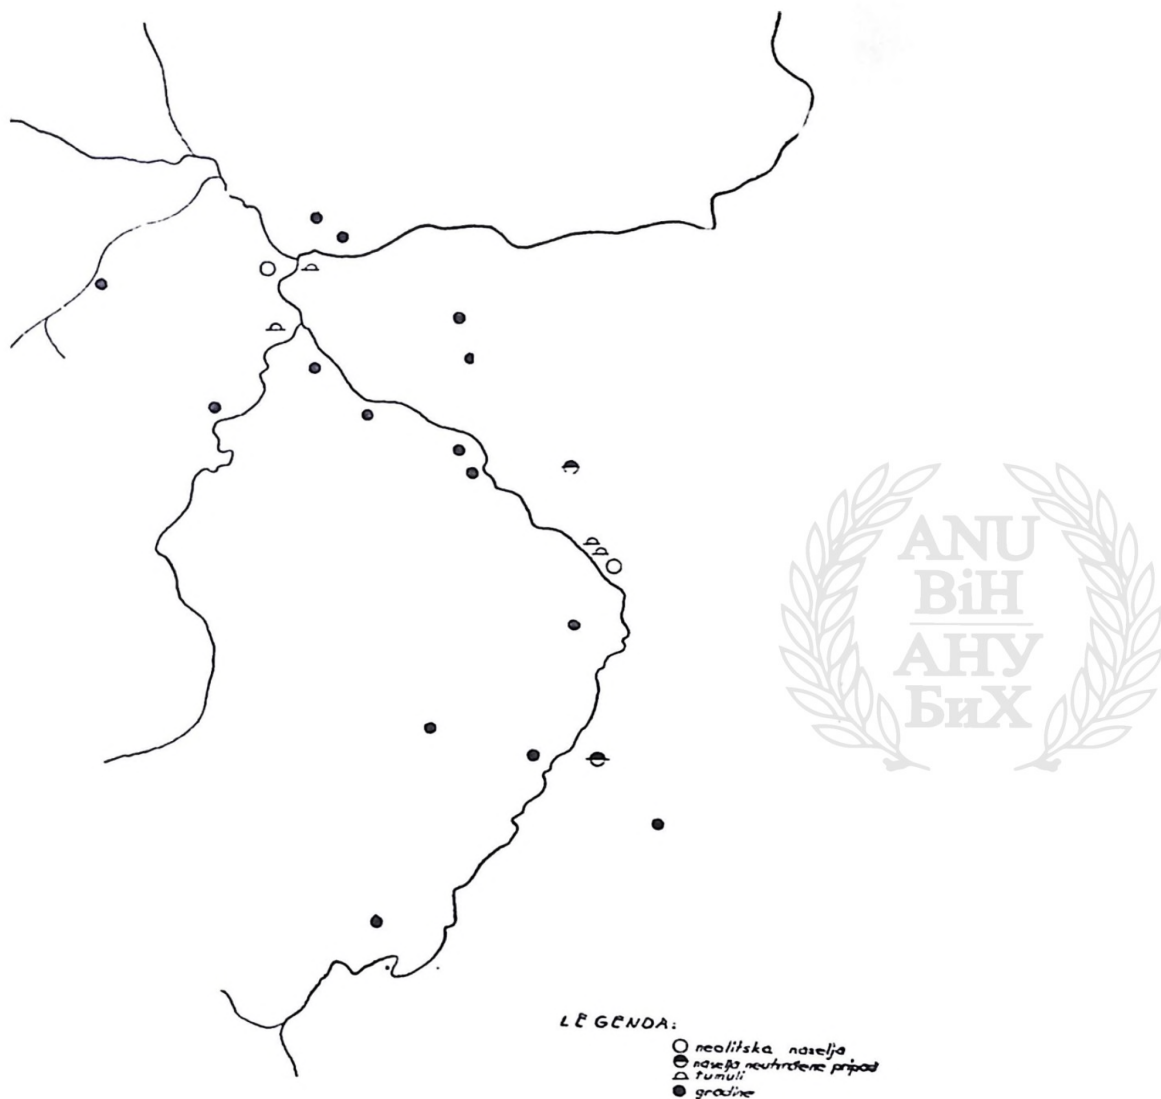 ANU
BiH
АНУ
БиХ
LEGENDA:
neolitska naselja
naselja neutvrđene pripad
tumuli
gradine